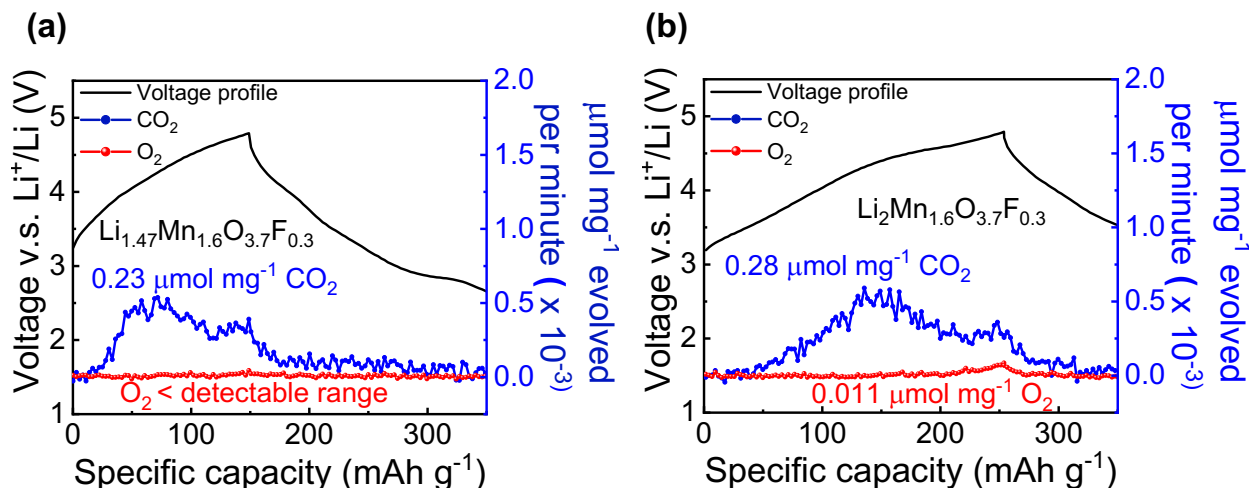 (a)
Voltage v.s. Li⁺/Li (V)
5
4
3
2
1
Voltage profile
CO₂
O₂
Li₁.₄₇Mn₁.₆O₃.₇F₀.₃
0.23 μmol mg⁻¹ CO₂
O₂ < detectable range
0
100
200
300
Specific capacity (mAh g⁻¹)
2.0
1.5
1.0
0.5
0.0
μmol mg⁻¹ evolved
per minute ( x 10⁻³)
(b)
Voltage v.s. Li⁺/Li (V)
5
4
3
2
1
Voltage profile
CO₂
O₂
Li₂Mn₁.₆O₃.₇F₀.₃
0.28 μmol mg⁻¹ CO₂
0.011 μmol mg⁻¹ O₂
0
100
200
300
Specific capacity (mAh g⁻¹)
2.0
1.5
1.0
0.5
0.0
μmol mg⁻¹ evolved
per minute ( x 10⁻³)